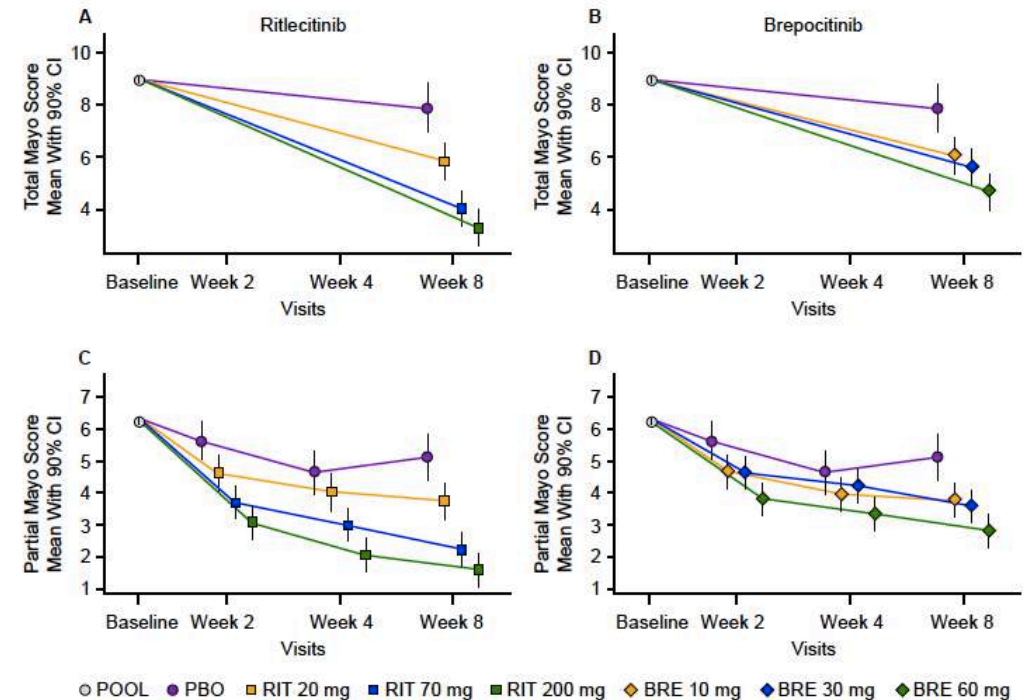 A
Ritlecitinib
Total Mayo Score
Mean With 90% CI
10
8
6
4
Baseline Week 2 Week 4 Week 8
Visits
B
Brepocitinib
Total Mayo Score
Mean With 90% CI
10
8
6
4
Baseline Week 2 Week 4 Week 8
Visits
C
Partial Mayo Score
Mean With 90% CI
7
6
5
4
3
2
1
Baseline Week 2 Week 4 Week 8
Visits
D
Partial Mayo Score
Mean With 90% CI
7
6
5
4
3
2
1
Baseline Week 2 Week 4 Week 8
Visits
POOL PBO RIT 20 mg RIT 70 mg RIT 200 mg BRE 10 mg BRE 30 mg BRE 60 mg